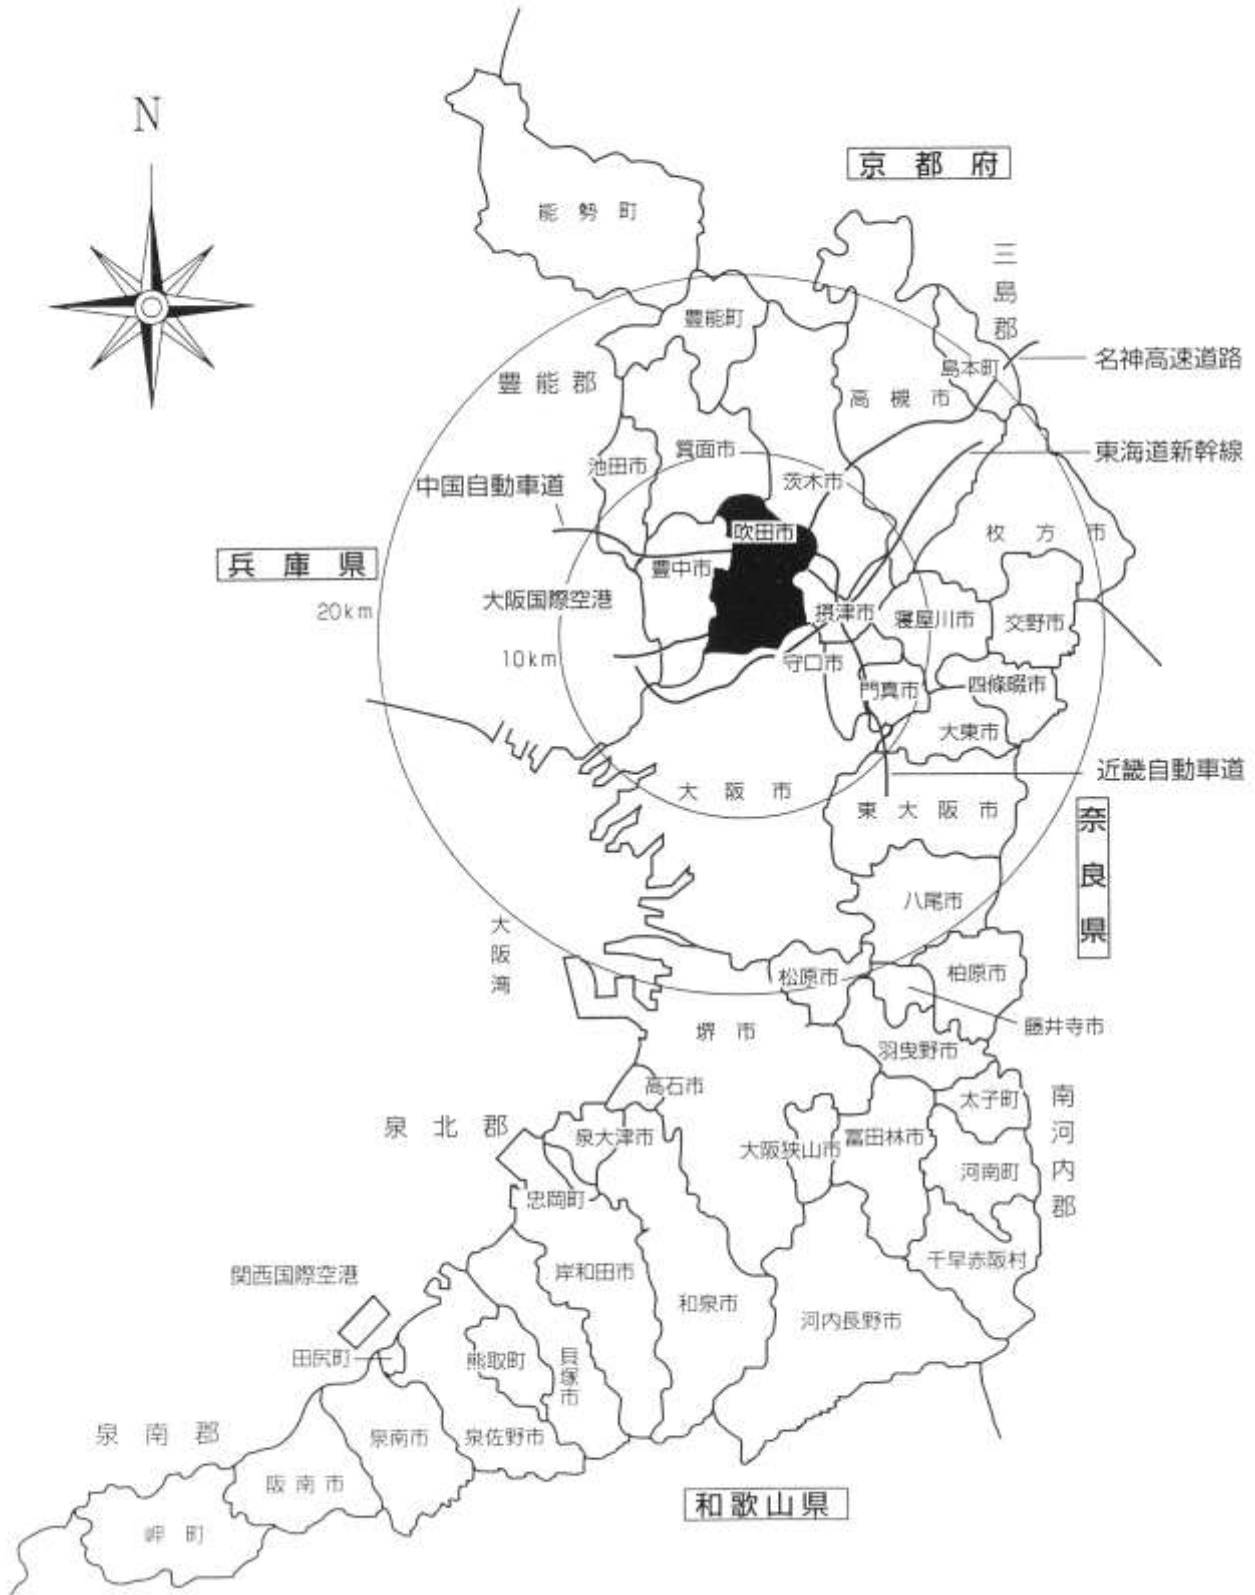 N
京都府
能勢町
三島郡
豊能町
島本町
名神高速道路
豊能郡
高槻市
東海道新幹線
箕面市
池田市
茨木市
中国自動車道
吹田市
枚方市
兵庫県
豊中市
大阪国際空港
20km
摂津市
寝屋川市
交野市
10km
守口市
門真市
四條畷市
大東市
近畿自動車道
大阪市
東大阪市
奈良県
八尾市
大阪湾
松原市
柏原市
藤井寺市
堺市
羽曳野市
高石市
太子町
南河内郡
泉北郡
泉大津市
大阪狭山市
富田林市
河南町
忠岡町
千早赤阪村
岸和田市
関西国際空港
和泉市
河内長野市
田尻町
熊取町
貝塚市
泉南郡
泉南市
泉佐野市
阪南市
和歌山県
岬町